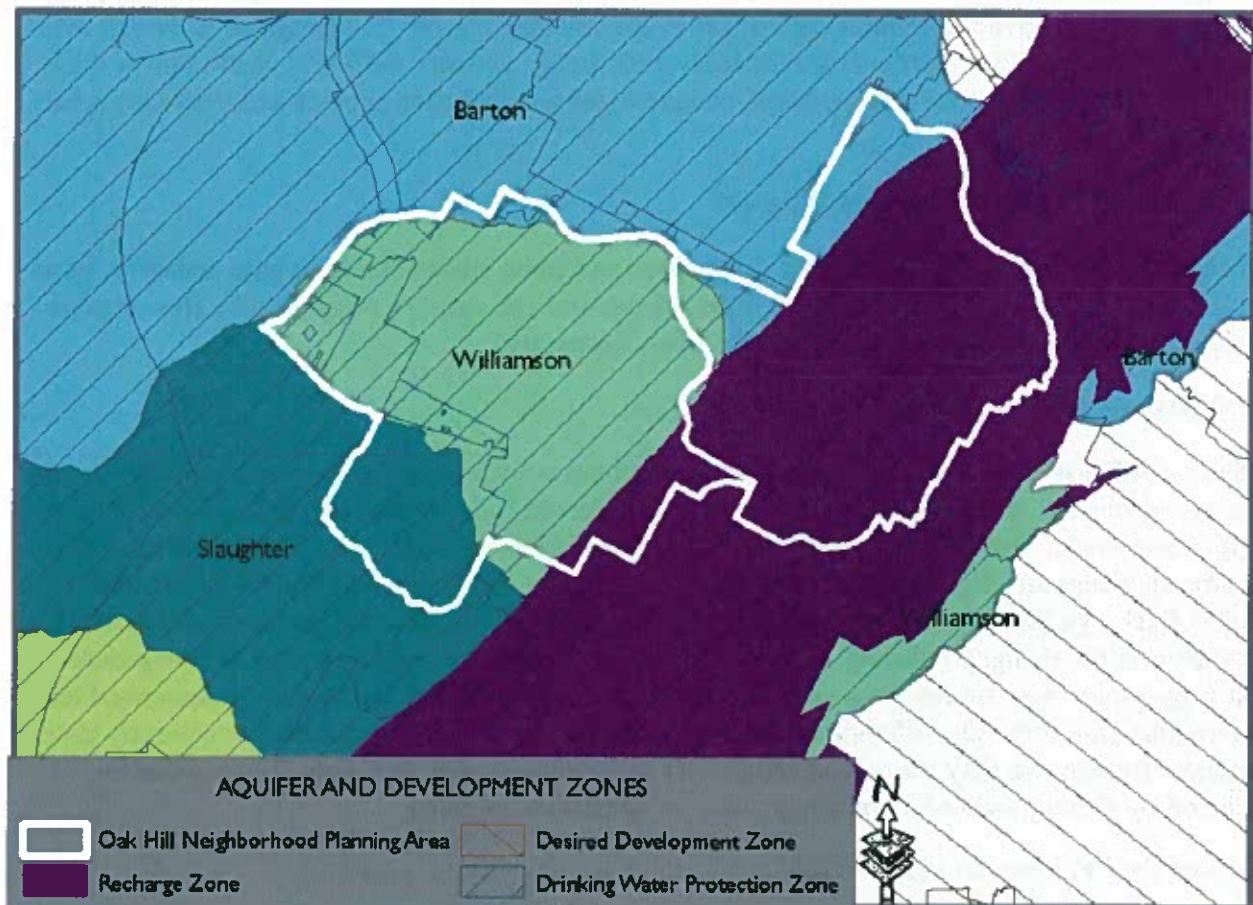 Barton
Williamson
Barton
Slaughter
Williamson
AQUIFER AND DEVELOPMENT ZONES
Oak Hill Neighborhood Planning Area
Desired Development Zone
Recharge Zone
Drinking Water Protection Zone
N